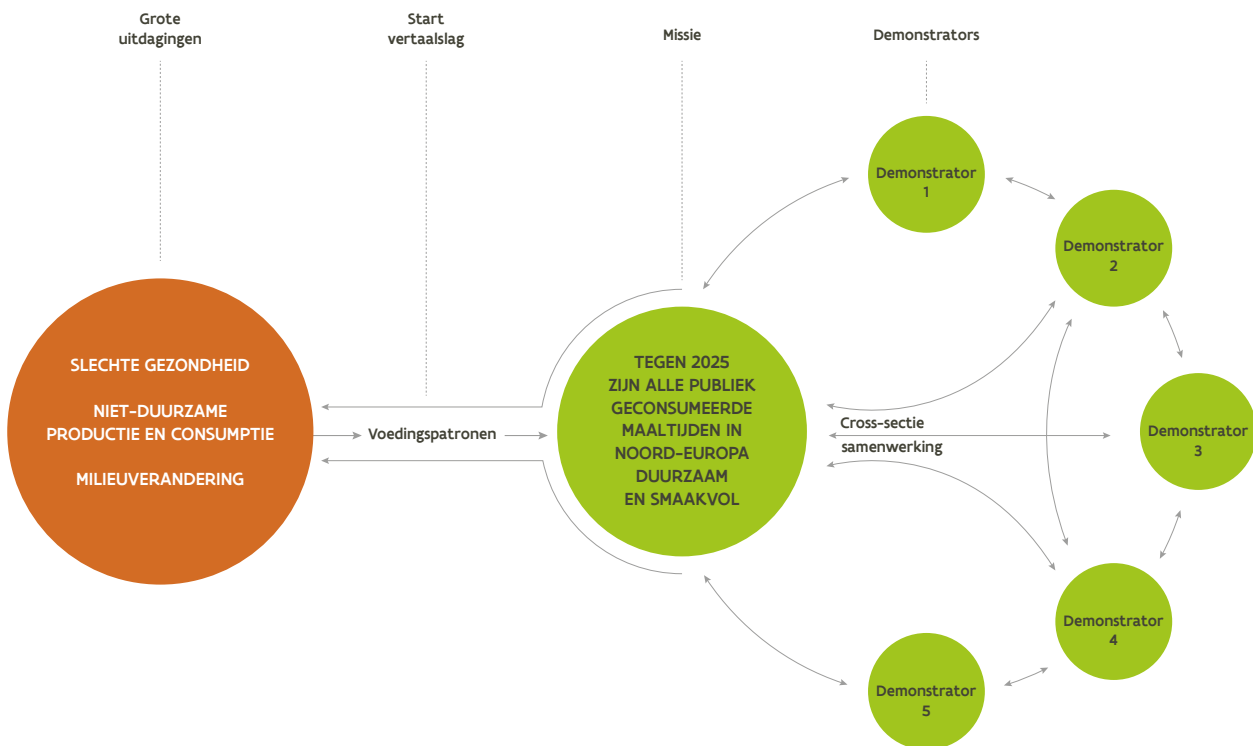 Grote
uitdagingen
Start
vertaalslag
Missie
Demonstrators
SLECHTE GEZONDHEID
NIET-DUURZAME
PRODUCTIE EN CONSUMPTIE
MILIEUVERANDERING
Voedingspatronen
TEGEN 2025
ZIJN ALLE PUBLIEK
GECONSUMEERDE
MAALTIJDEN IN
NOORD-EUROPA
DUURZAAM
EN SMAAKVOL
Cross-sectie
samenwerking
Demonstrator
1
Demonstrator
2
Demonstrator
3
Demonstrator
4
Demonstrator
5